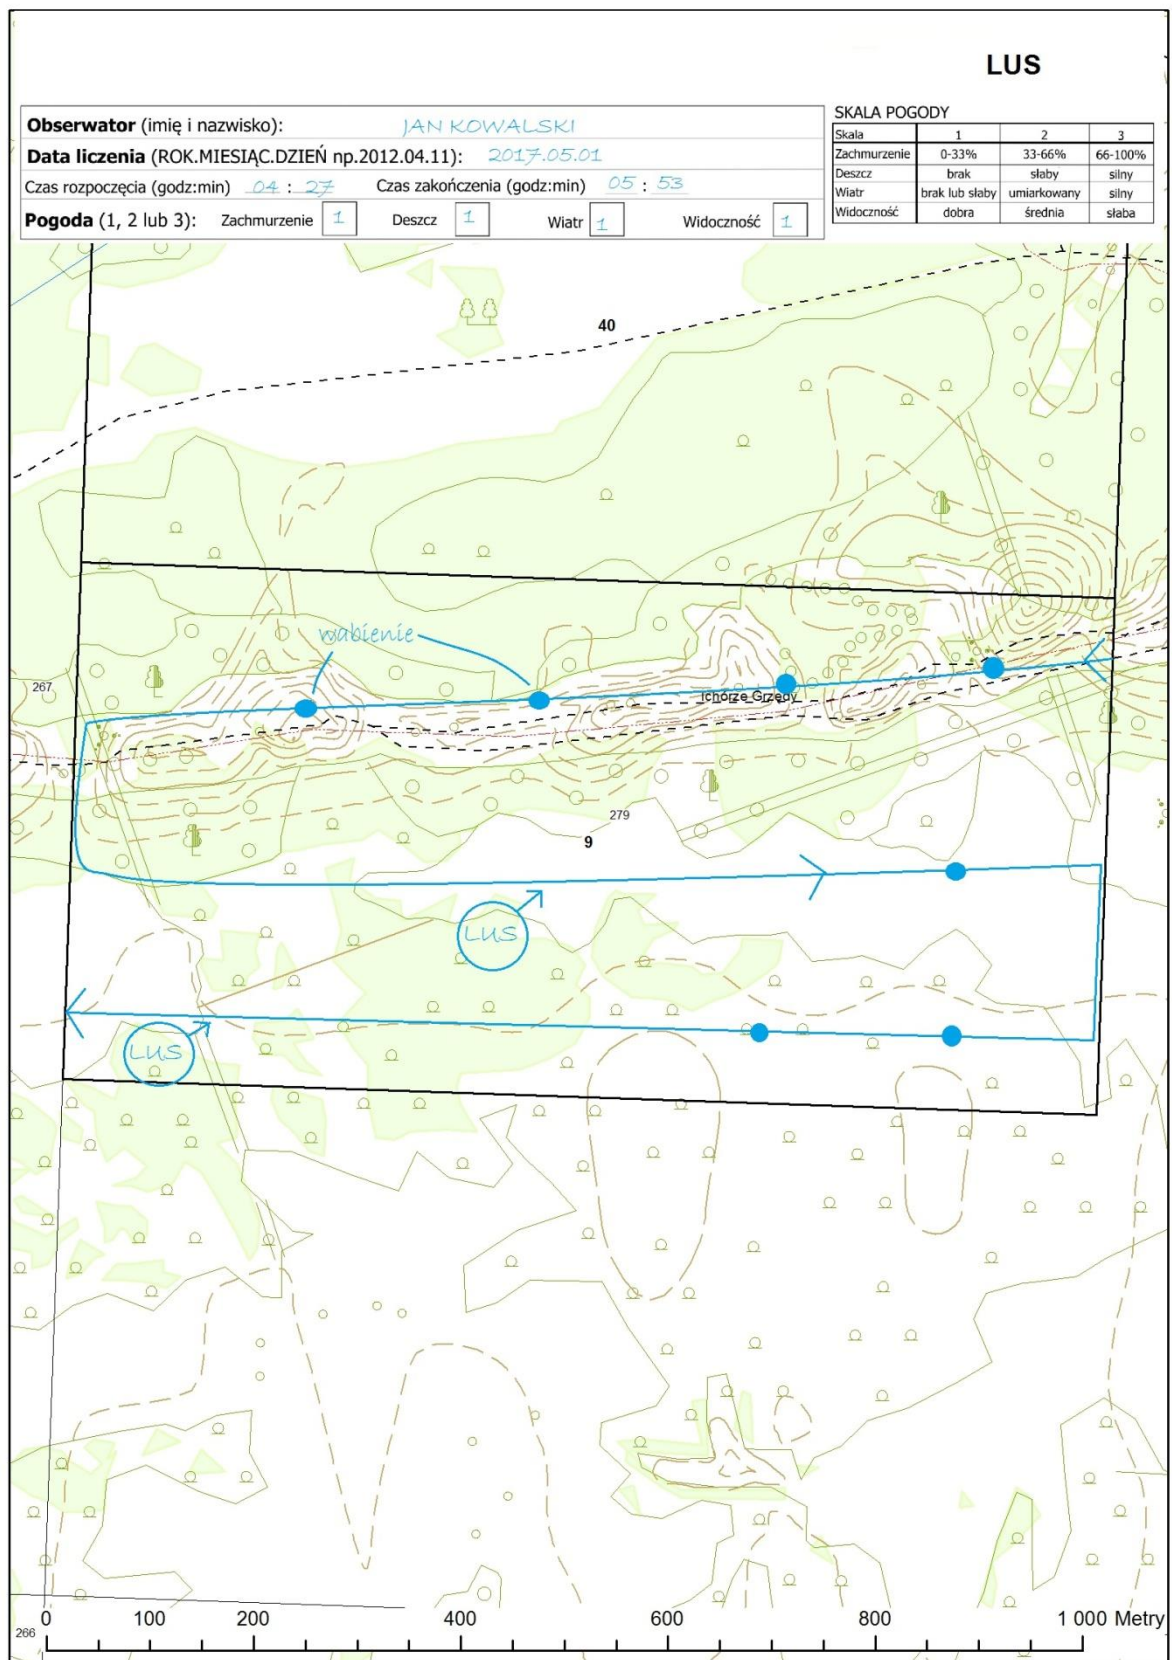 LUS
Obserwator (imię i nazwisko): JAN KOWALSKI
Data liczenia (ROK.MIESIĄC.DZIEŃ np.2012.04.11): 2017.05.01
Czas rozpoczęcia (godz:min) 04 : 27 Czas zakończenia (godz:min) 05 : 53
Pogoda (1, 2 lub 3): Zachmurzenie 1 Deszcz 1 Wiatr 1 Widoczność 1
SKALA POGODY
Skala 1 2 3
Zachmurzenie 0-33% 33-66% 66-100%
Deszcz brak słaby silny
Wiatr brak lub słaby umiarkowany silny
Widoczność dobra średnia słaba
40
wabienie
267
ichórze Grzędy
279
9
LUS
LUS
0 100 200 400 600 800 1 000 Metry
266